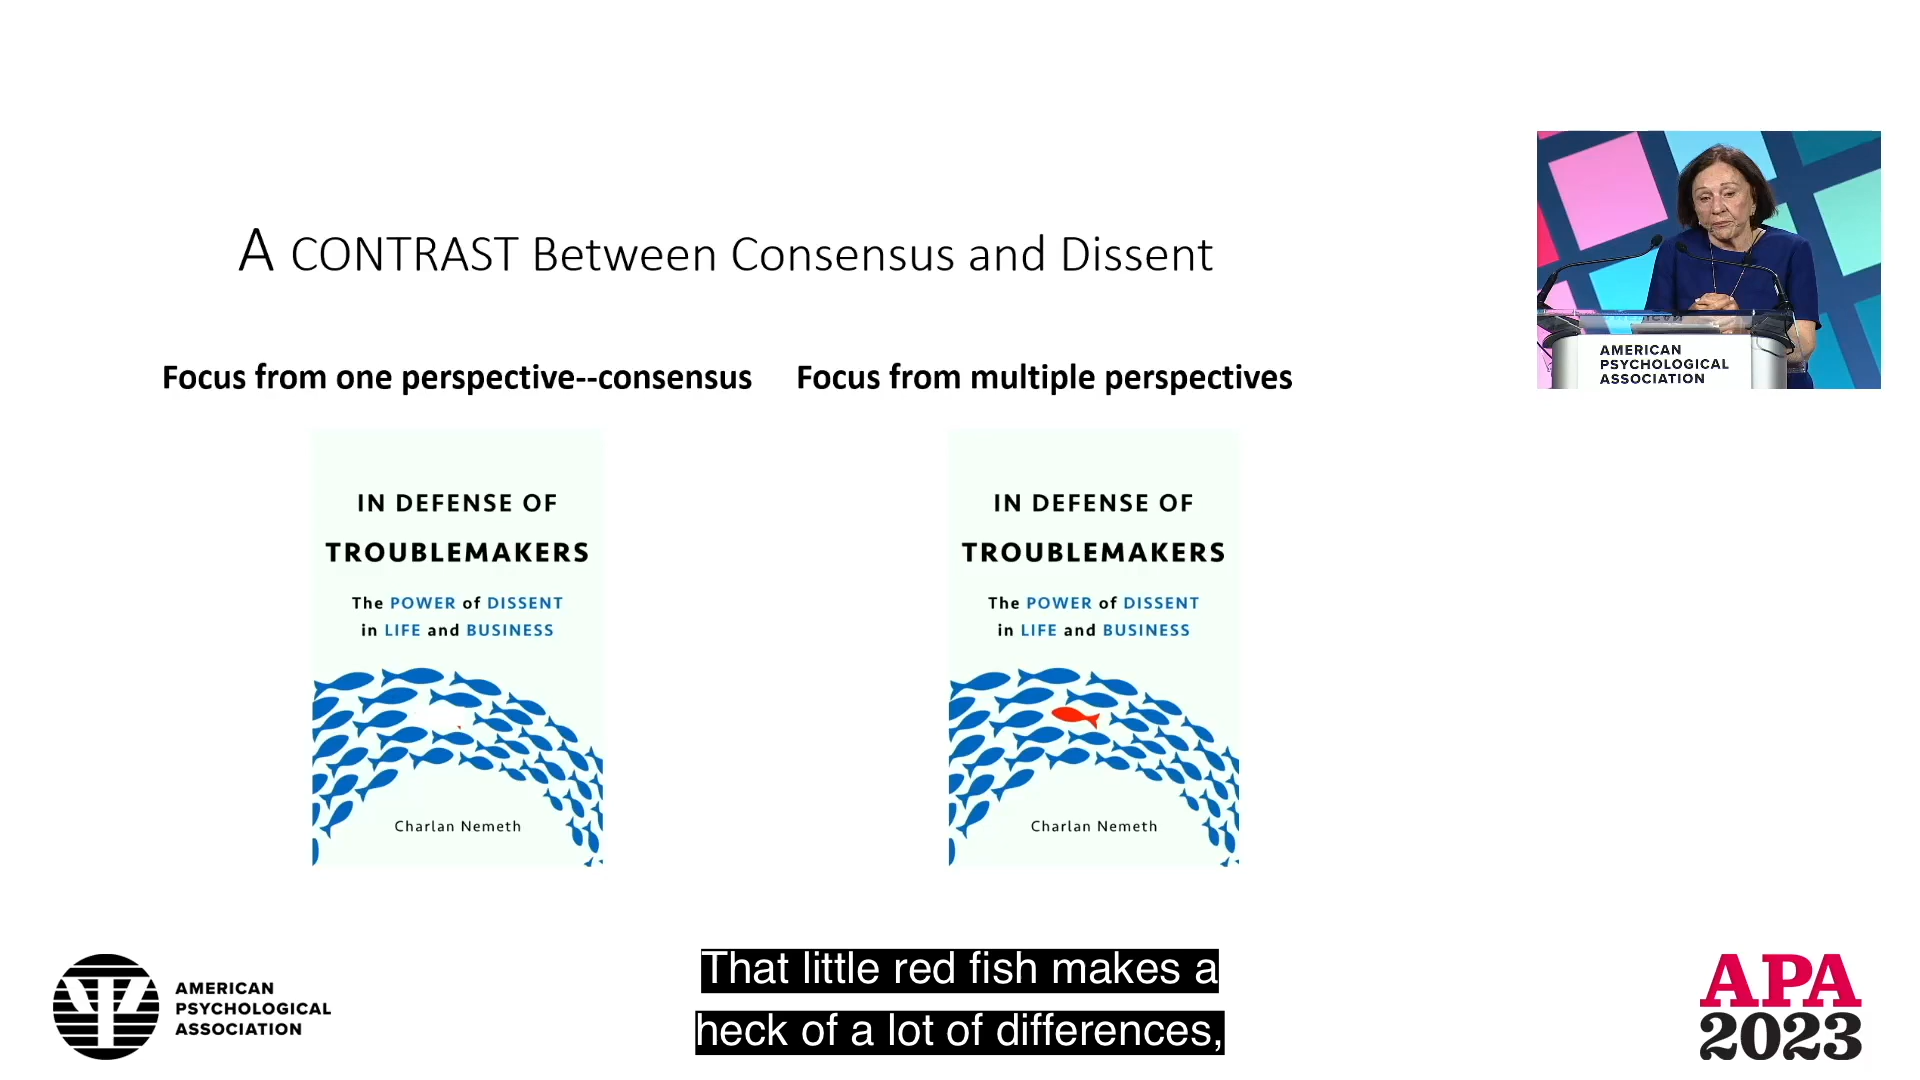 A CONTRAST Between Consensus and Dissent
Focus from one perspective--consensus
Focus from multiple perspectives
IN DEFENSE OF
TROUBLEMAKERS
The POWER of DISSENT
in LIFE and BUSINESS
Charlan Nemeth
IN DEFENSE OF
TROUBLEMAKERS
The POWER of DISSENT
in LIFE and BUSINESS
Charlan Nemeth
AMERICAN
PSYCHOLOGICAL
ASSOCIATION
AMERICAN
PSYCHOLOGICAL
ASSOCIATION
That little red fish makes a
heck of a lot of differences,
APA
2023